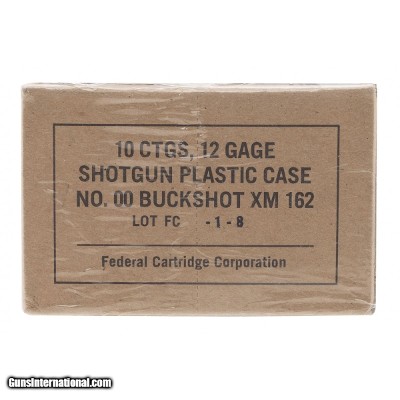 10 CTGS, 12 GAGE
SHOTGUN PLASTIC CASE
NO. 00 BUCKSHOT XM 162
LOT FC -1-8
Federal Cartridge Corporation
GunsInternational.com